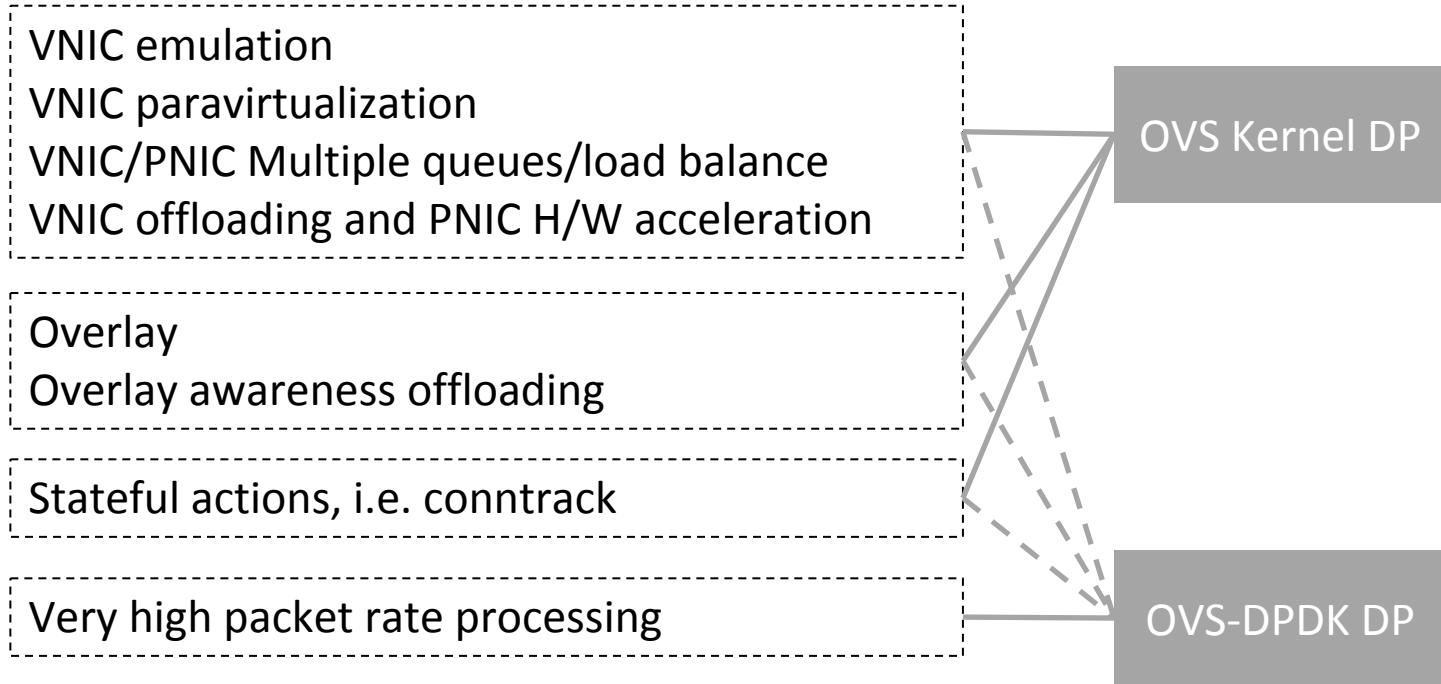 VNIC emulation
VNIC paravirtualization
VNIC/PNIC Multiple queues/load balance
VNIC offloading and PNIC H/W acceleration
OVS Kernel DP
Overlay
Overlay awareness offloading
Stateful actions, i.e. conntrack
Very high packet rate processing
OVS-DPDK DP